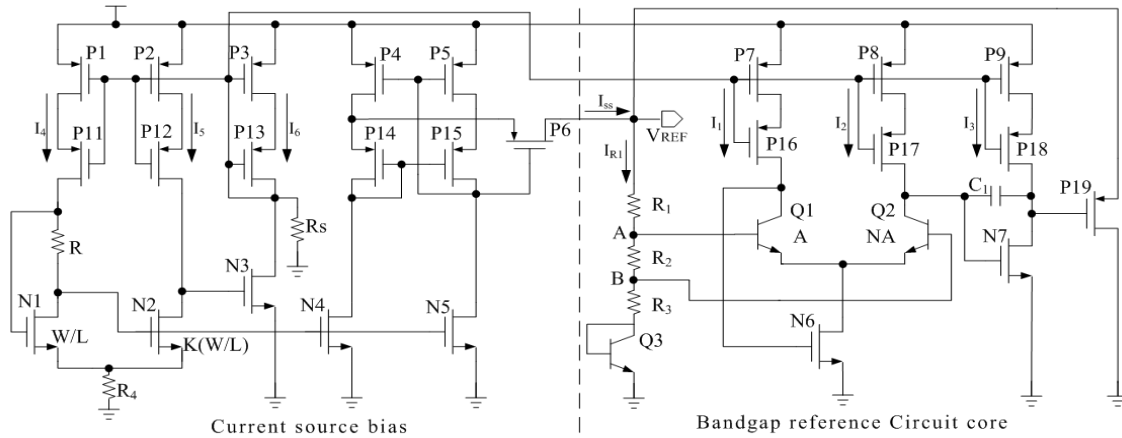 P1 P2 P3 P4 P5 P7 P8 P9
I4 I5 I6 P6 Iss VREF I1 I2 I3
P11 P12 P13 P14 P15 IR1 P16 P17 P18
R Rs R1 C1 P19
A Q1 Q2
R2 A NA N7
N1 N2 N3 N4 N5 B
W/L K(W/L) R3 N6
R4 Q3
Current source bias Bandgap reference Circuit core